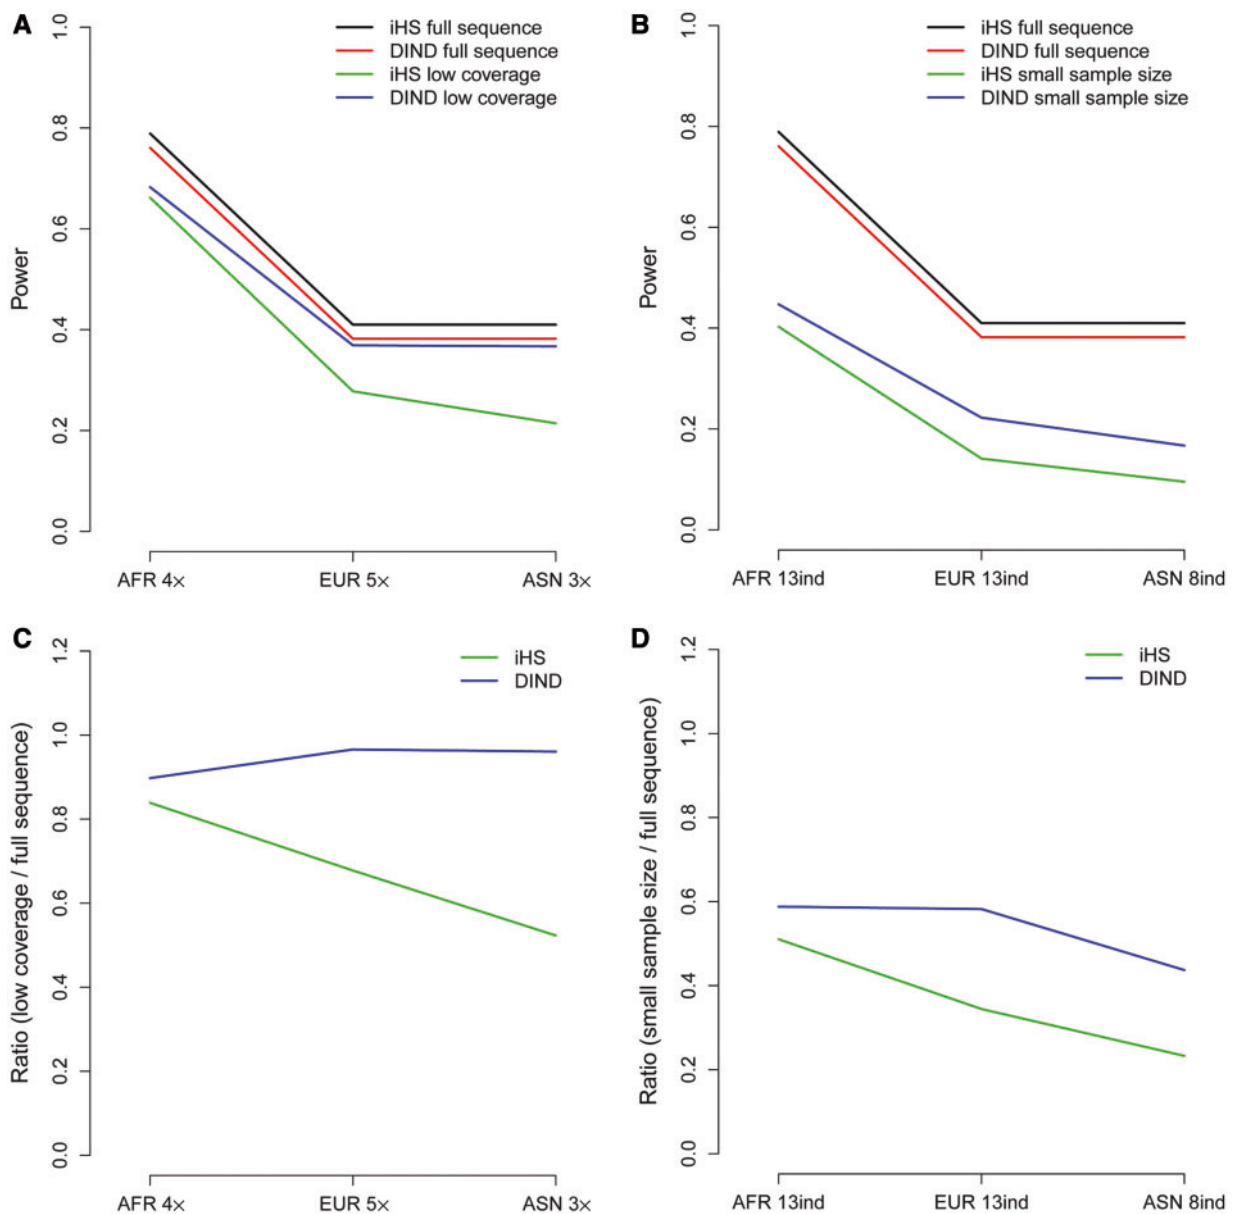 A
iHS full sequence
DIND full sequence
iHS low coverage
DIND low coverage
Power
1.0
0.8
0.6
0.4
0.2
0.0
AFR 4×
EUR 5×
ASN 3×
B
iHS full sequence
DIND full sequence
iHS small sample size
DIND small sample size
Power
1.0
0.8
0.6
0.4
0.2
0.0
AFR 13ind
EUR 13ind
ASN 8ind
C
iHS
DIND
Ratio (low coverage / full sequence)
1.2
1.0
0.8
0.6
0.4
0.2
0.0
AFR 4×
EUR 5×
ASN 3×
D
iHS
DIND
Ratio (small sample size / full sequence)
1.2
1.0
0.8
0.6
0.4
0.2
0.0
AFR 13ind
EUR 13ind
ASN 8ind